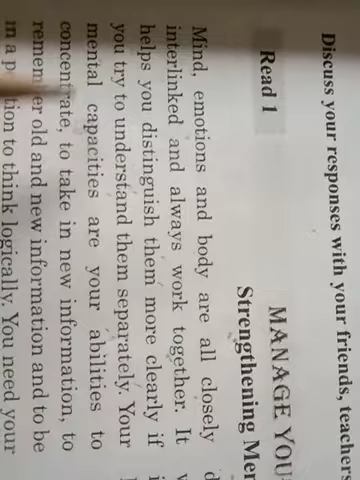 Discuss your responses with your friends, teachers
Read 1
MANAGE YOU
Strengthening Men
Mind, emotions and body are all closely
interlinked and always work together. It
helps you distinguish them more clearly if
you try to understand them separately. Your
mental capacities are your abilities to
concentrate, to take in new information, to
remember old and new information and to be
in a tion to think logically. You need your